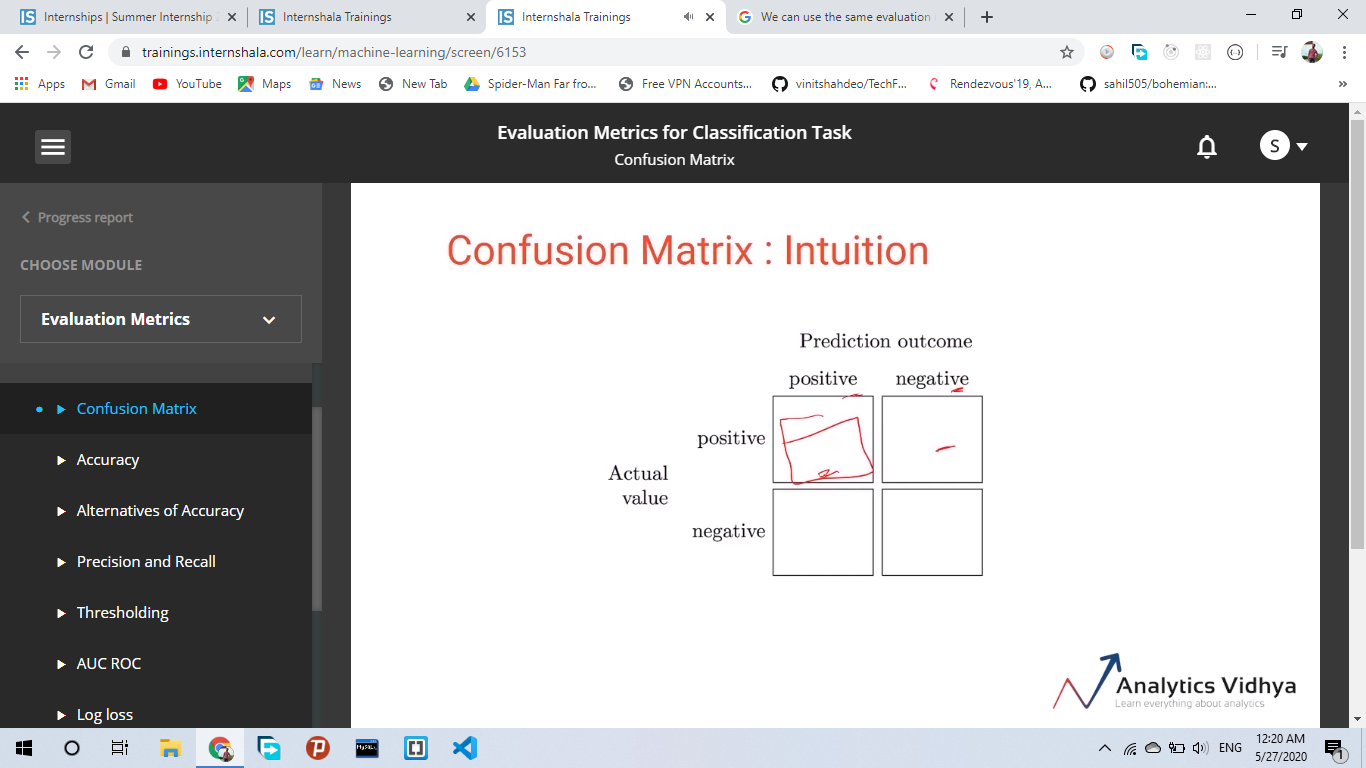 Internships | Summer Internship
Internshala Trainings
Internshala Trainings
We can use the same evaluation
trainings.internshala.com/learn/machine-learning/screen/6153
Apps
Gmail
YouTube
Maps
News
New Tab
Spider-Man Far fro...
Free VPN Accounts...
vinitshahdeo/TechF...
Rendezvous'19, A...
sahil505/bohemian:...
»
Evaluation Metrics for Classification Task
Confusion Matrix
S
Progress report
CHOOSE MODULE
Evaluation Metrics
Confusion Matrix
Accuracy
Alternatives of Accuracy
Precision and Recall
Thresholding
AUC ROC
Log loss
Confusion Matrix : Intuition
Prediction outcome
positive negative
positive
Actual
value
negative
Analytics Vidhya
Learn everything about analytics
ENG
12:20 AM
5/27/2020
1